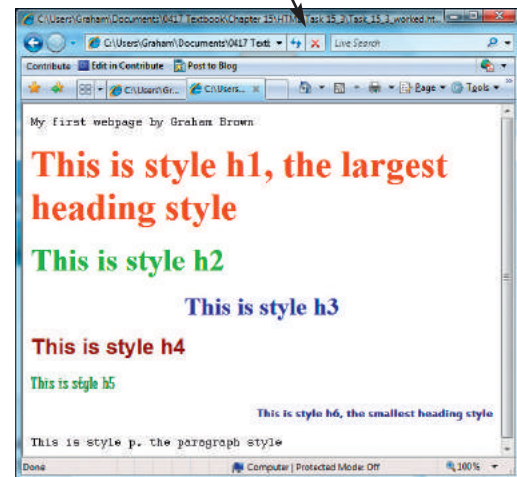 C:\Users\Graham\Documents\0417 Textbook\Chapter 15\HTML\Task 15_3\Task_15_3_worked.ht...
C:\Users\Graham\Documents\0417 Textl
Live Search
Contribute Edit in Contribute Post to Blog
C:\Users\Gr... C:\Users... Page Tools
My first webpage by Graham Brown
This is style h1, the largest
heading style
This is style h2
This is style h3
This is style h4
This is style h5
This is style h6, the smallest heading style
This is style p. the paragraph style
Done Computer | Protected Mode: Off 100%